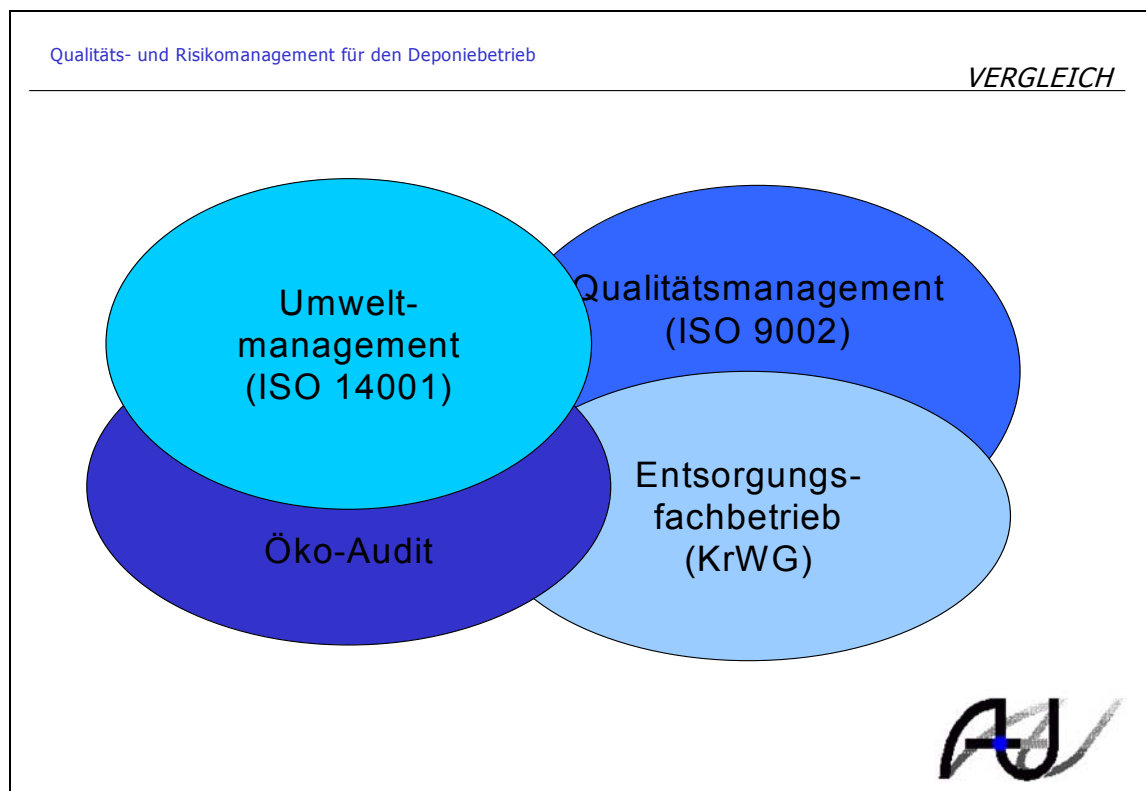 Qualitäts- und Risikomanagement für den Deponiebetrieb
VERGLEICH
Umwelt-
management
(ISO 14001)
Qualitätsmanagement
(ISO 9002)
Öko-Audit
Entsorgungs-
fachbetrieb
(KrWG)